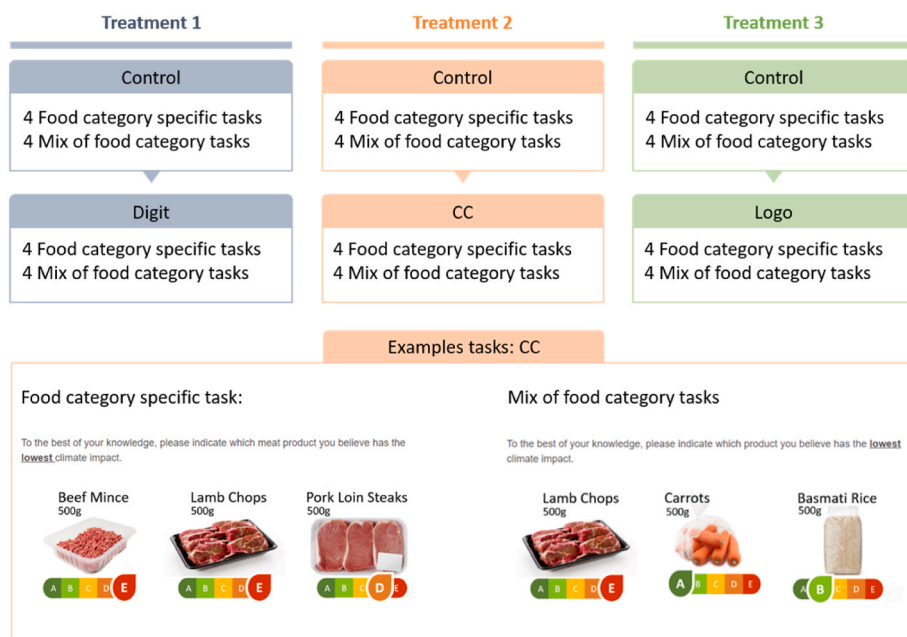 Treatment 1
Treatment 2
Treatment 3
Control
4 Food category specific tasks
4 Mix of food category tasks
Control
4 Food category specific tasks
4 Mix of food category tasks
Control
4 Food category specific tasks
4 Mix of food category tasks
Digit
4 Food category specific tasks
4 Mix of food category tasks
CC
4 Food category specific tasks
4 Mix of food category tasks
Logo
4 Food category specific tasks
4 Mix of food category tasks
Examples tasks: CC
Food category specific task:
To the best of your knowledge, please indicate which meat product you believe has the
lowest climate impact.
Beef Mince
500g
A B C D E
Lamb Chops
500g
A B C D E
Pork Loin Steaks
500g
A B C D E
Mix of food category tasks
To the best of your knowledge, please indicate which product you believe has the lowest
climate impact.
Lamb Chops
500g
A B C D E
Carrots
500g
A B C D E
Basmati Rice
500g
A B C D E